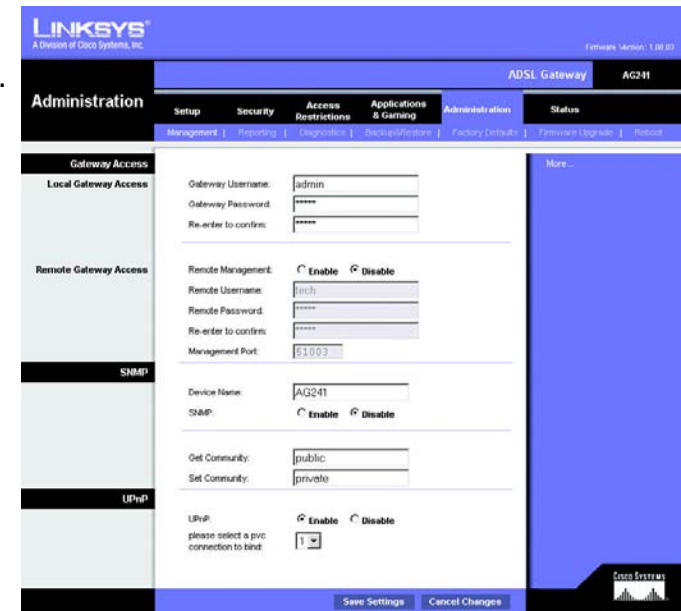 LINKSYS®
A Division of Cisco Systems, Inc.
Firmware Version: 1.00.03
ADSL Gateway AG241
Administration
Setup Security Access Restrictions Applications & Gaming Administration Status
Management | Reporting | Diagnostics | Backup&Restore | Factory Defaults | Firmware Upgrade | Reboot
Gateway Access
More...
Local Gateway Access
Gateway Username: admin
Gateway Password: *****
Re-enter to confirm: *****
Remote Gateway Access
Remote Management: Enable Disable
Remote Username: tech
Remote Password: *****
Re-enter to confirm: *****
Management Port: 51003
SNMP
Device Name: AG241
SNMP: Enable Disable
Get Community: public
Set Community: private
UPnP
UPnP: Enable Disable
please select a pvc
connection to bind: 1
Save Settings Cancel Changes
CISCO SYSTEMS